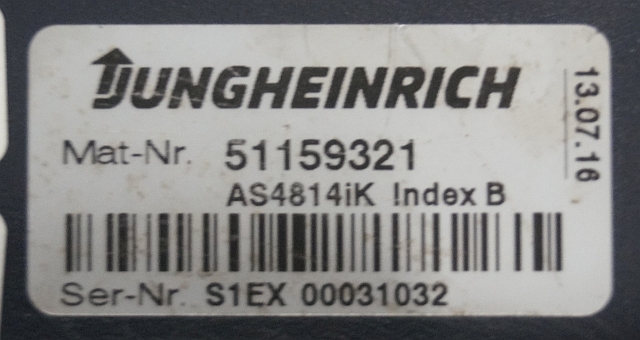 JUNGHEINRICH
Mat-Nr. 51159321
AS4814iK Index B
Ser-Nr. S1EX 00031032
13.07.16